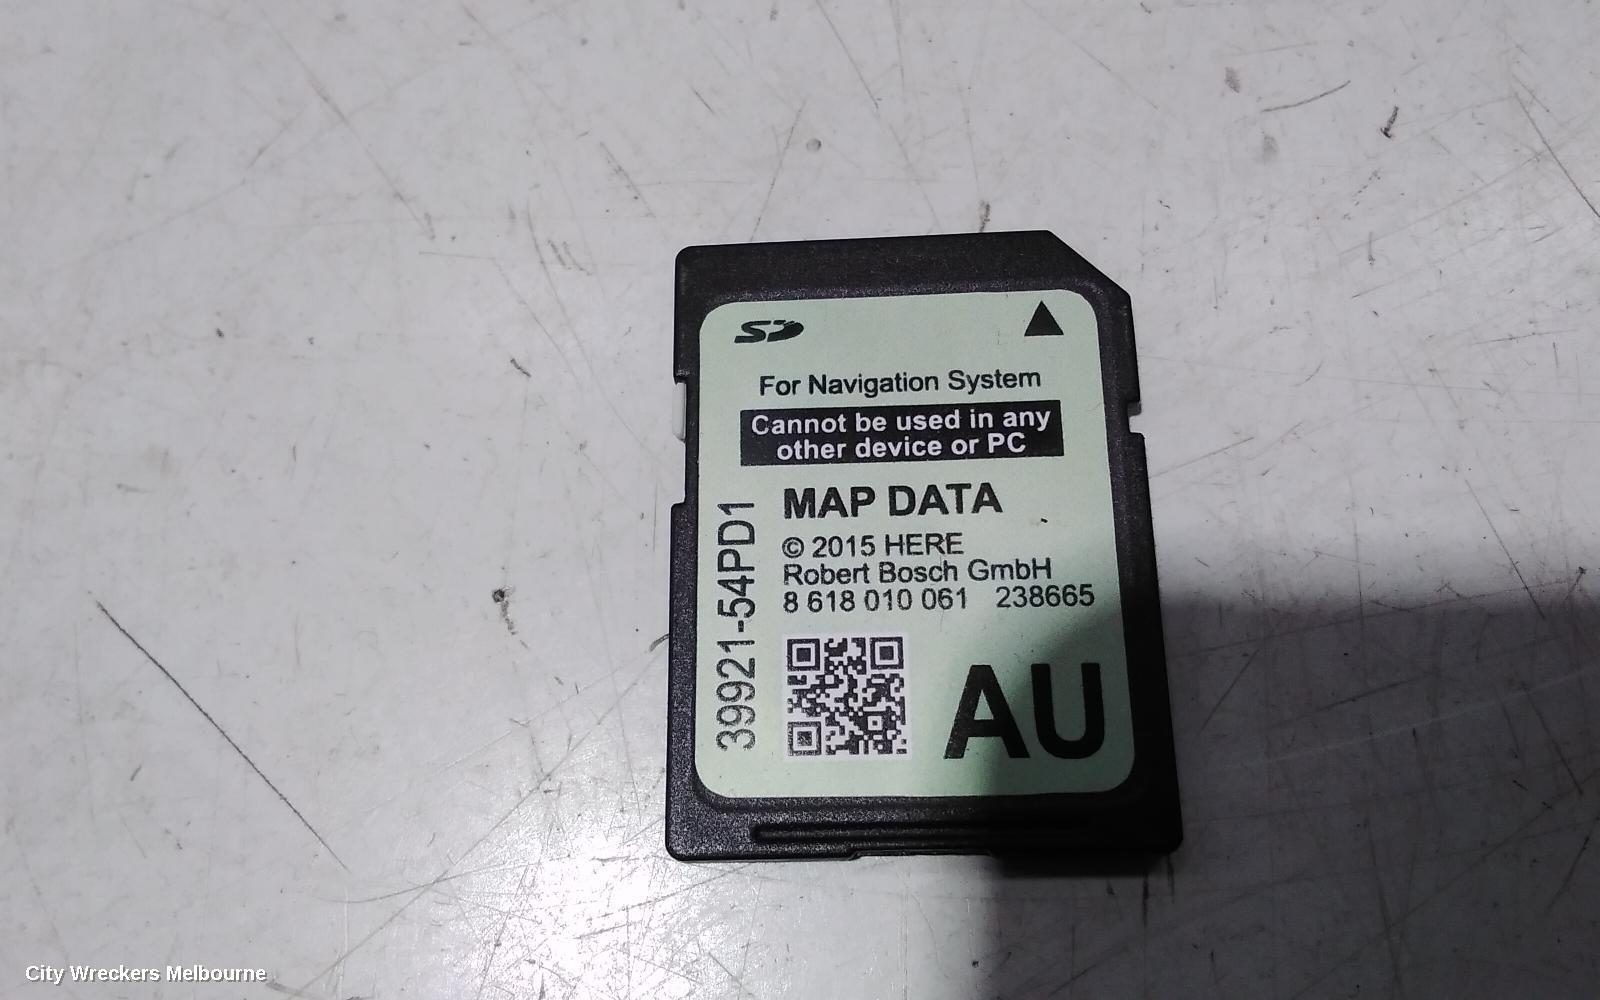 SD
For Navigation System
Cannot be used in any
other device or PC
39921-54PD1
MAP DATA
© 2015 HERE
Robert Bosch GmbH
8 618 010 061 238665
AU
City Wreckers Melbourne